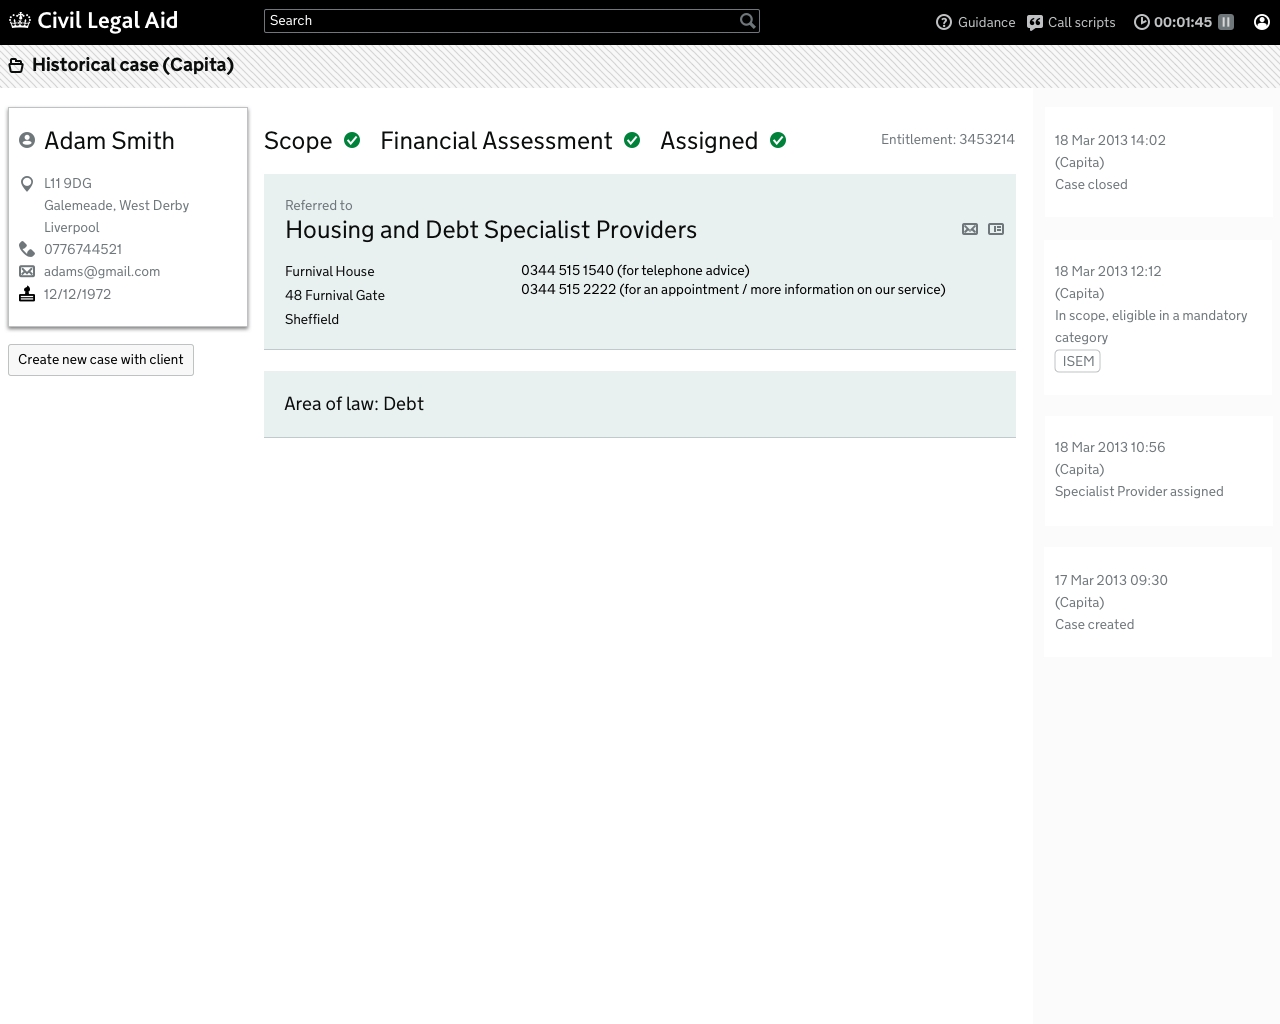 Civil Legal Aid
Search
Guidance
Call scripts
00:01:45
Historical case (Capita)
Adam Smith
L11 9DG
Galemeade, West Derby
Liverpool
0776744521
adams@gmail.com
12/12/1972
Create new case with client
Scope
Financial Assessment
Assigned
Entitlement: 3453214
Referred to
Housing and Debt Specialist Providers
Furnival House
48 Furnival Gate
Sheffield
0344 515 1540 (for telephone advice)
0344 515 2222 (for an appointment / more information on our service)
Area of law: Debt
18 Mar 2013 14:02
(Capita)
Case closed
18 Mar 2013 12:12
(Capita)
In scope, eligible in a mandatory
category
ISEM
18 Mar 2013 10:56
(Capita)
Specialist Provider assigned
17 Mar 2013 09:30
(Capita)
Case created